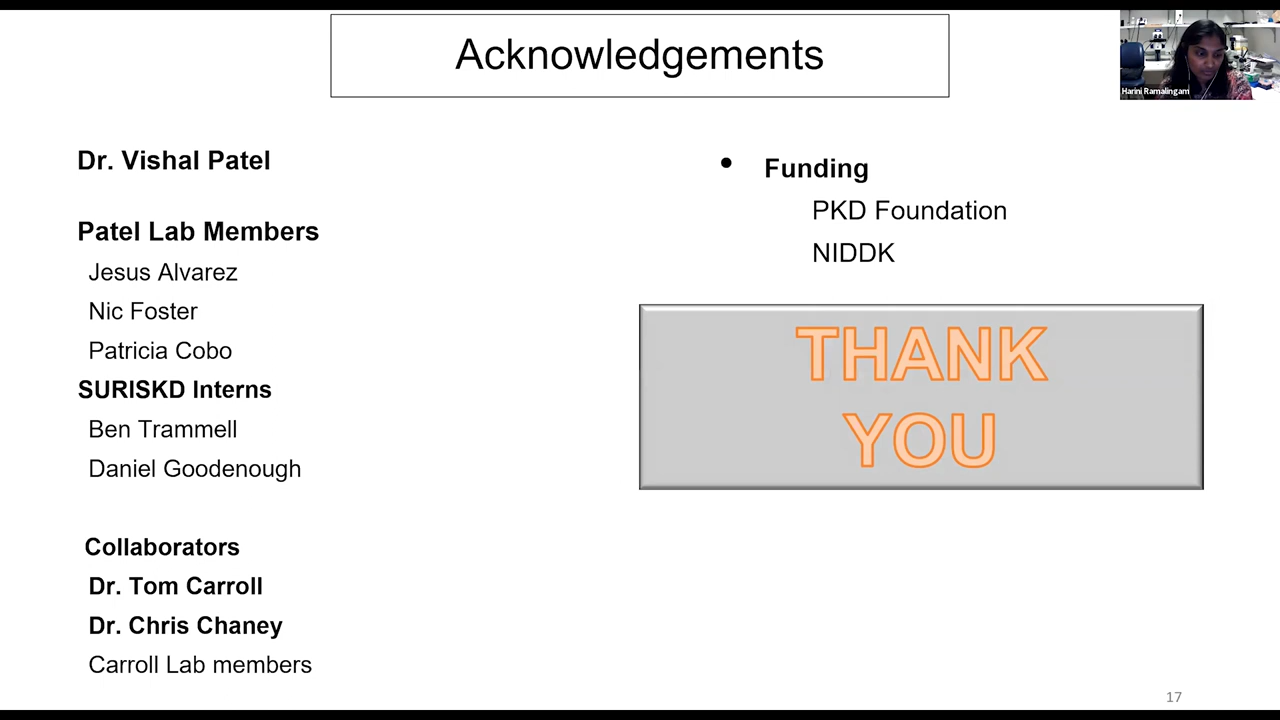 Acknowledgements
Harini Ramalingam
Dr. Vishal Patel
Patel Lab Members
Jesus Alvarez
Nic Foster
Patricia Cobo
SURISKD Interns
Ben Trammell
Daniel Goodenough
Collaborators
Dr. Tom Carroll
Dr. Chris Chaney
Carroll Lab members
• Funding
PKD Foundation
NIDDK
THANK
YOU
17